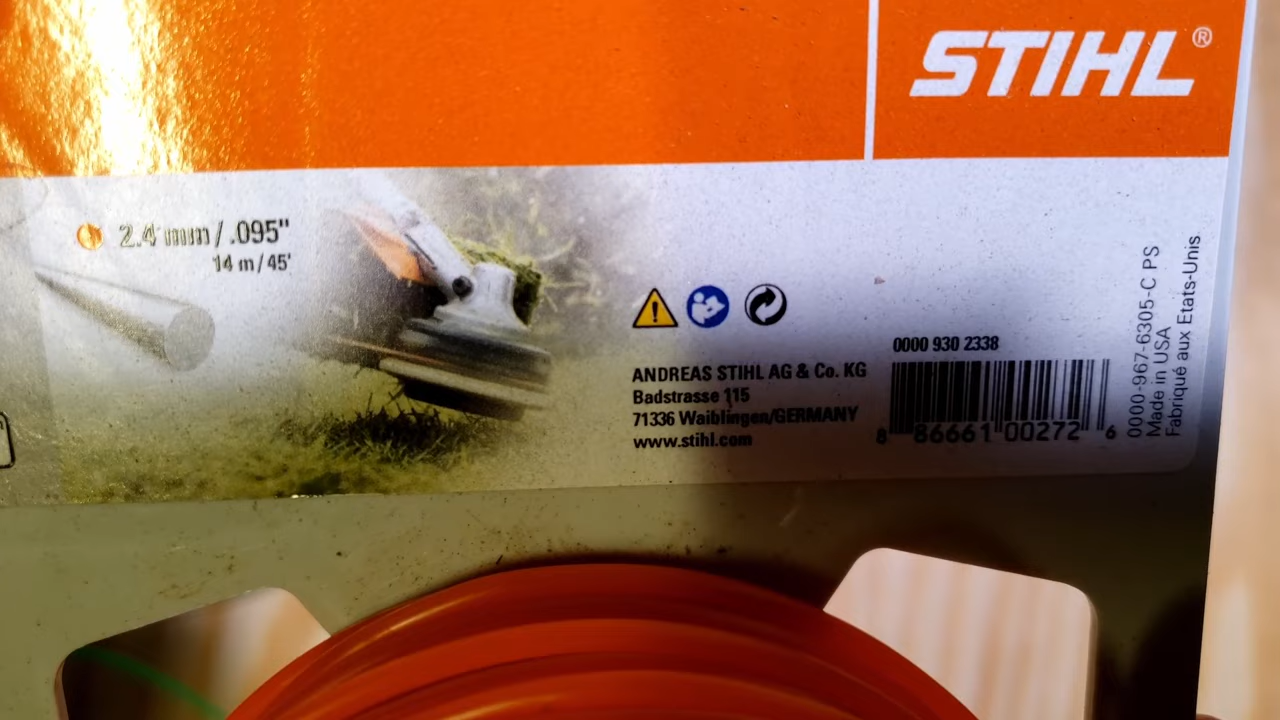 STIHL®
2.4 mm / .095"
14 m / 45'
ANDREAS STIHL AG & Co. KG
Badstrasse 115
71336 Waiblingen/GERMANY
www.stihl.com
0000 930 2338
8 86661 00272 6
0000-967-6305-C PS
Made in USA
Fabriqué aux Etats-Unis